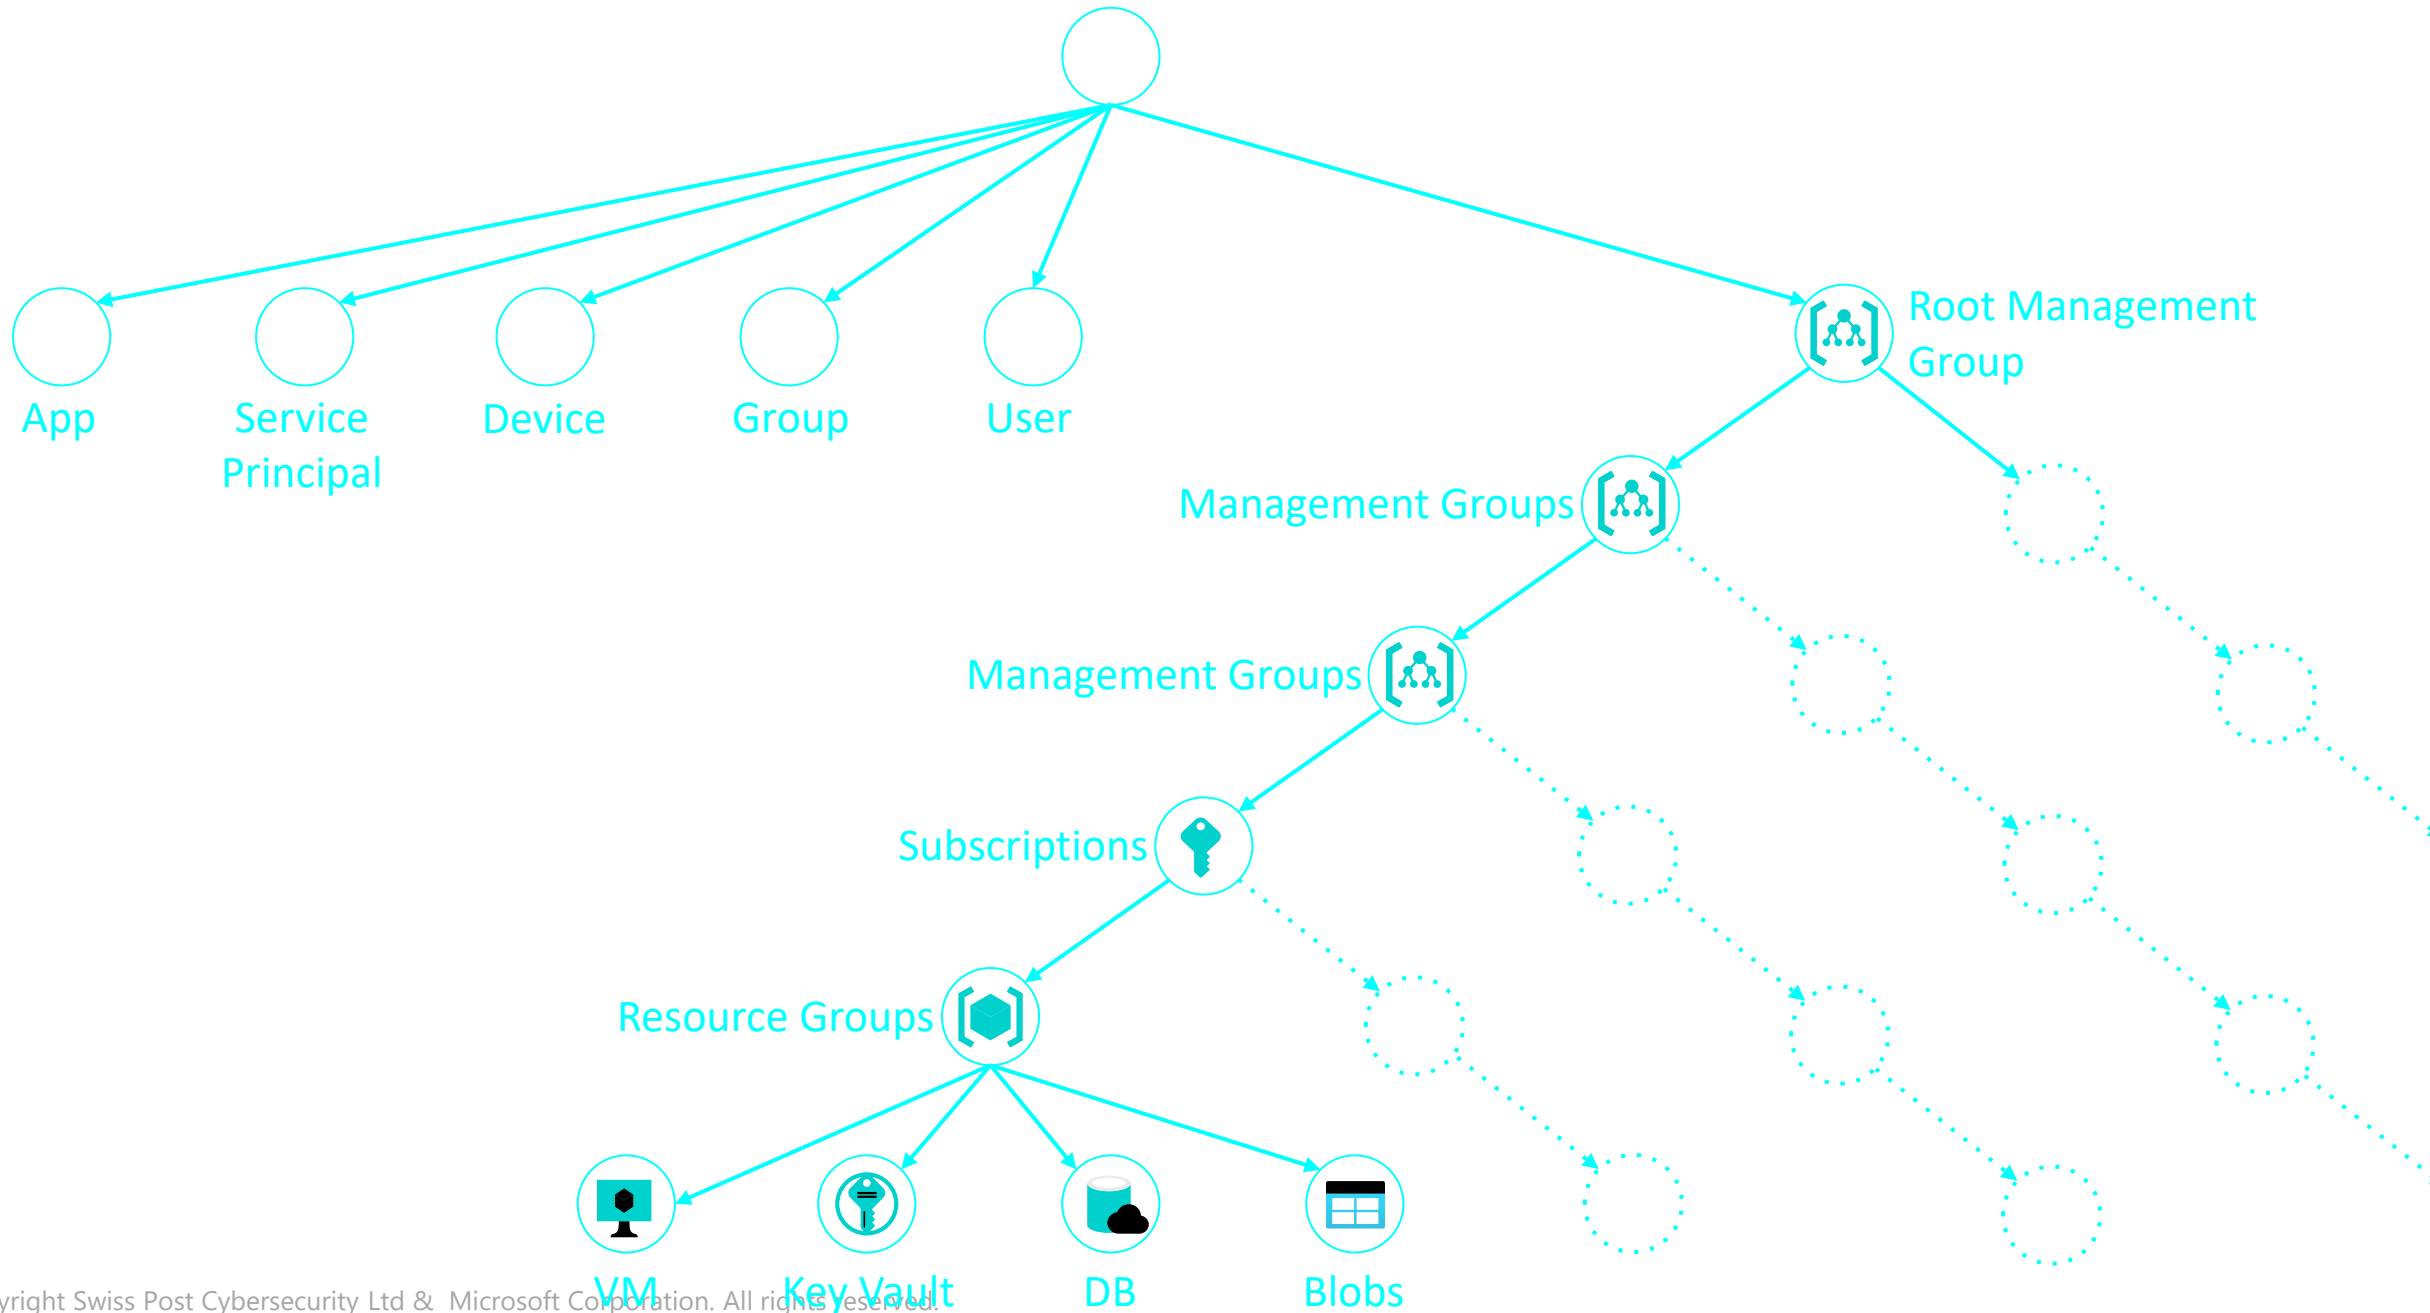 Root Management
Group
App
Service
Principal
Device
Group
User
Management Groups
Management Groups
Subscriptions
Resource Groups
VM
Key Vault
DB
Blobs
yright Swiss Post Cybersecurity Ltd & Microsoft Corporation. All rights reserved.